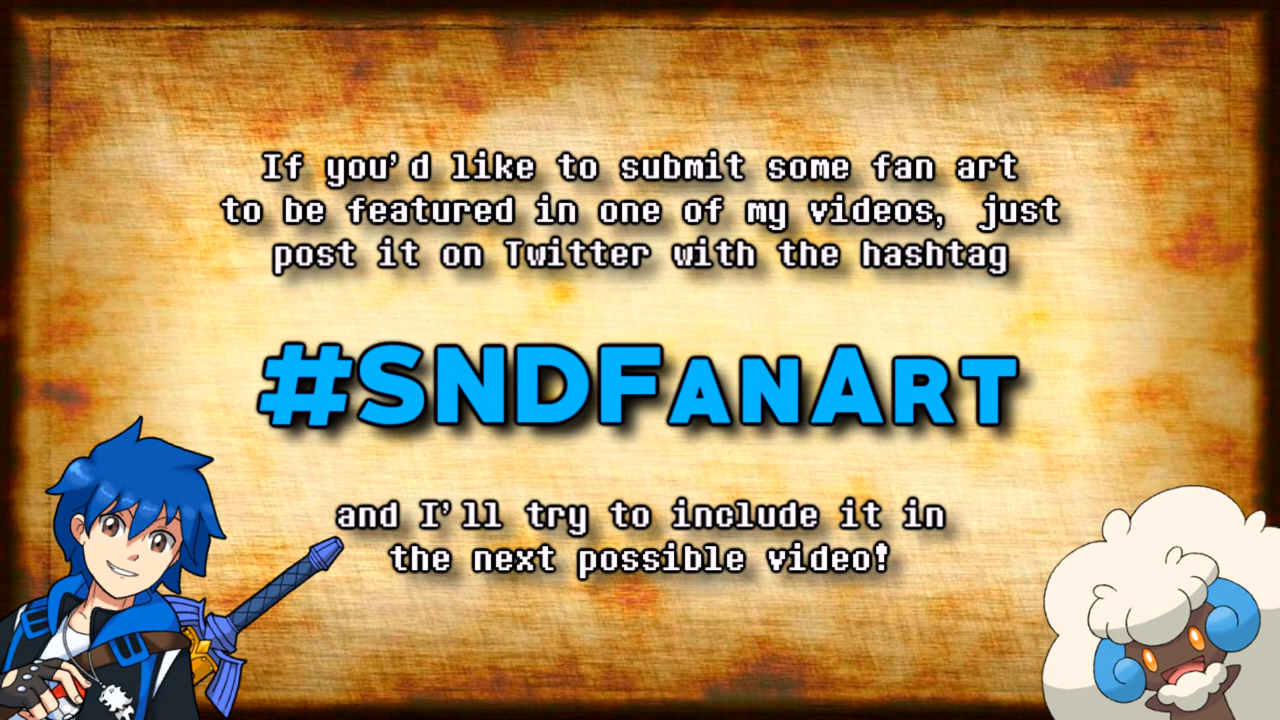 If you'd like to submit some fan art
to be featured in one of my videos, just
post it on Twitter with the hashtag
#SNDFanArt
and I'll try to include it in
the next possible video!